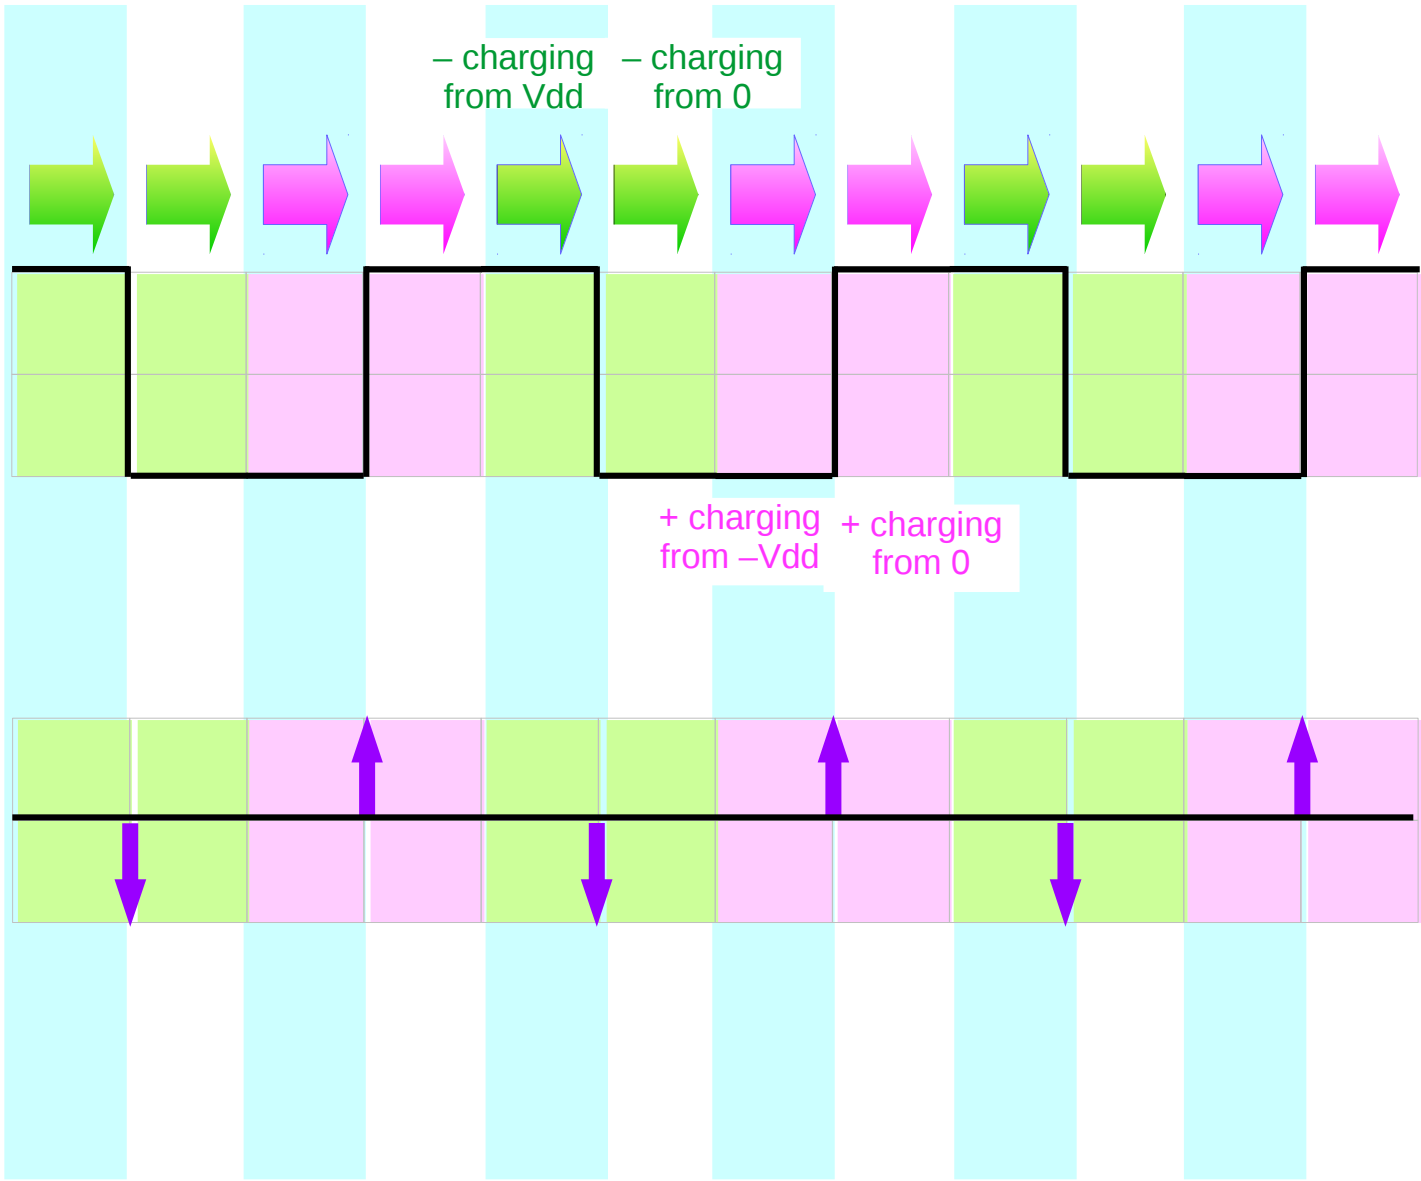 – charging
from Vdd
– charging
from 0
+ charging
from –Vdd
+ charging
from 0